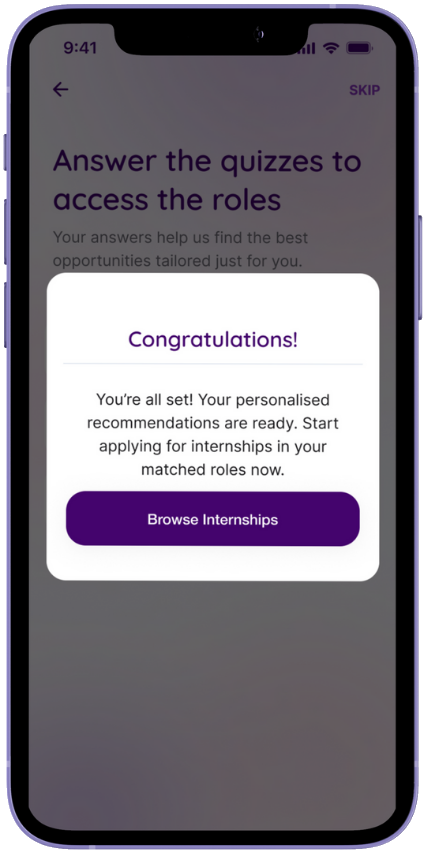 9:41
SKIP
Answer the quizzes to
access the roles
Your answers help us find the best
opportunities tailored just for you.
Congratulations!
You're all set! Your personalised
recommendations are ready. Start
applying for internships in your
matched roles now.
Browse Internships